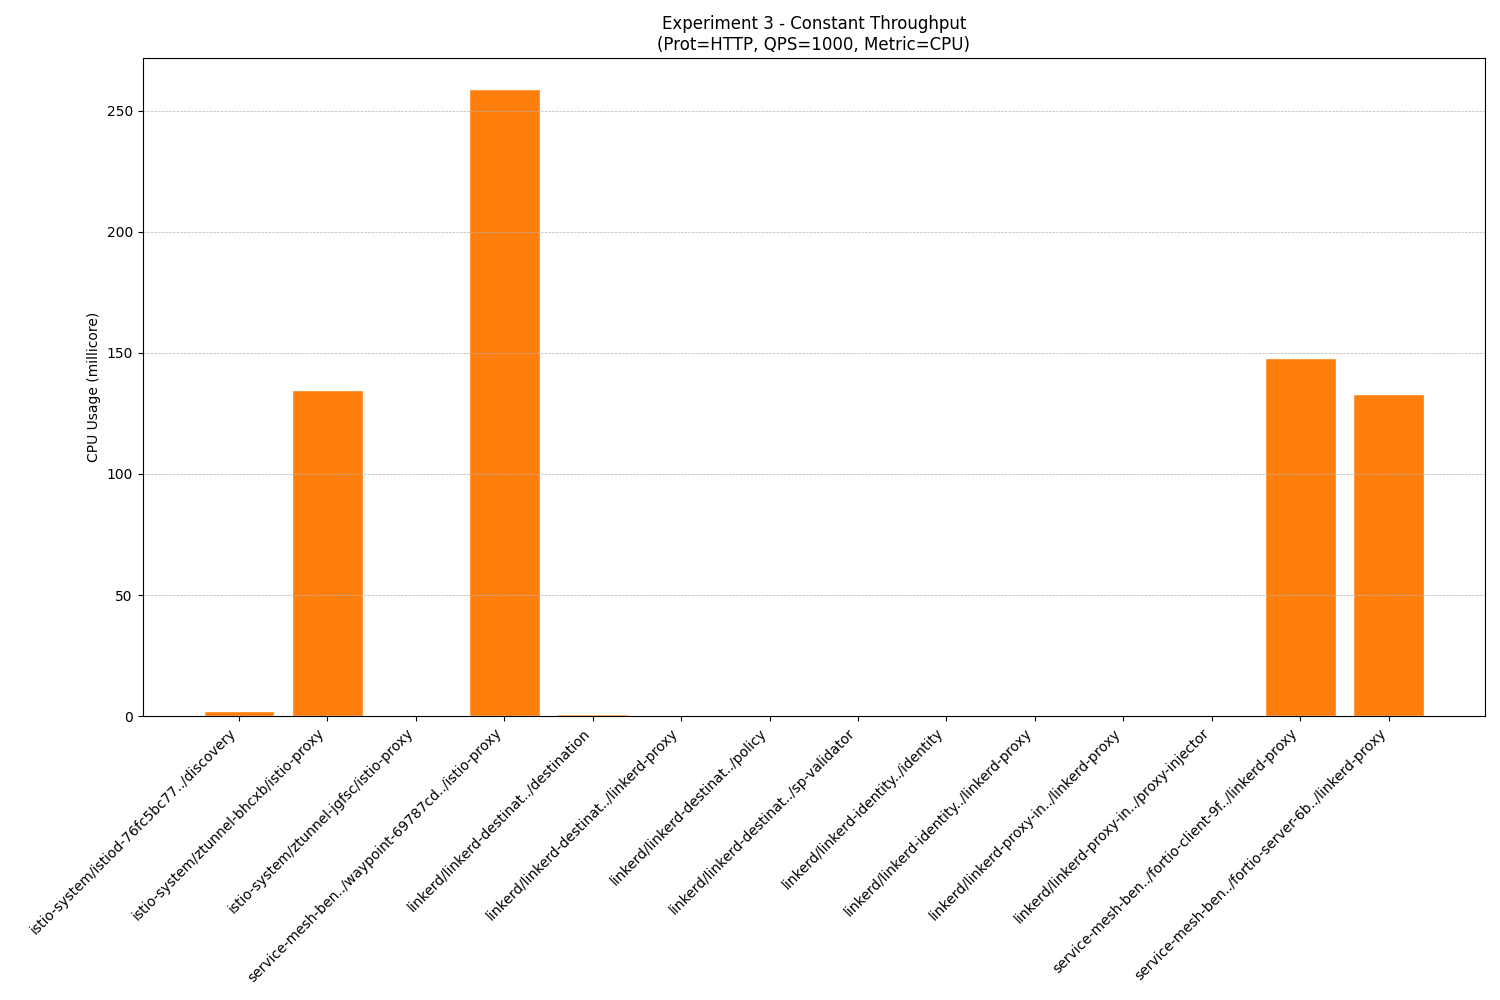 Experiment 3 - Constant Throughput
(Prot=HTTP, QPS=1000, Metric=CPU)
CPU Usage (millicore)
250
200
150
100
50
0
istio-system/istiod-76fc5bc77../discovery
istio-system/ztunnel-bhcxb/istio-proxy
istio-system/ztunnel-jgfsc/istio-proxy
service-mesh-ben../waypoint-69787cd../istio-proxy
linkerd/linkerd-destinat../destination
linkerd/linkerd-destinat../linkerd-proxy
linkerd/linkerd-destinat../policy
linkerd/linkerd-destinat../sp-validator
linkerd/linkerd-identity../identity
linkerd/linkerd-identity../linkerd-proxy
linkerd/linkerd-proxy-in../linkerd-proxy
linkerd/linkerd-proxy-in../proxy-injector
service-mesh-ben../fortio-client-9f../linkerd-proxy
service-mesh-ben../fortio-server-6b../linkerd-proxy